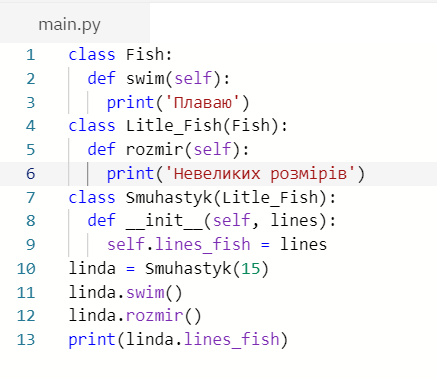 main.py
1 class Fish:
2 def swim(self):
3 print('Плаваю')
4 class Litle_Fish(Fish):
5 def rozmir(self):
6 print('Невеликих розмірів')
7 class Smuhastyk(Litle_Fish):
8 def __init__(self, lines):
9 self.lines_fish = lines
10 linda = Smuhastyk(15)
11 linda.swim()
12 linda.rozmir()
13 print(linda.lines_fish)